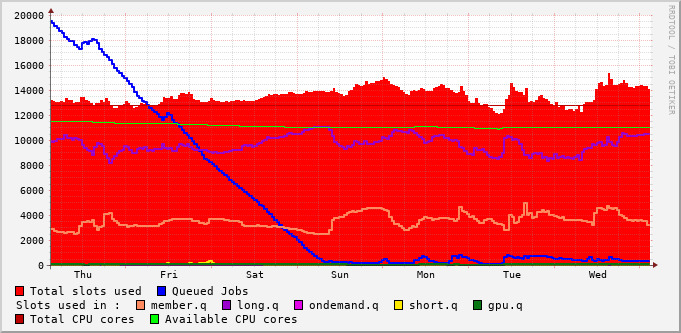 20000
18000
16000
14000
12000
10000
8000
6000
4000
2000
0
Thu Fri Sat Sun Mon Tue Wed
RRDTOOL / TOBI OETIKER
Total slots used Queued Jobs
Slots used in : member.q long.q ondemand.q short.q gpu.q
Total CPU cores Available CPU cores